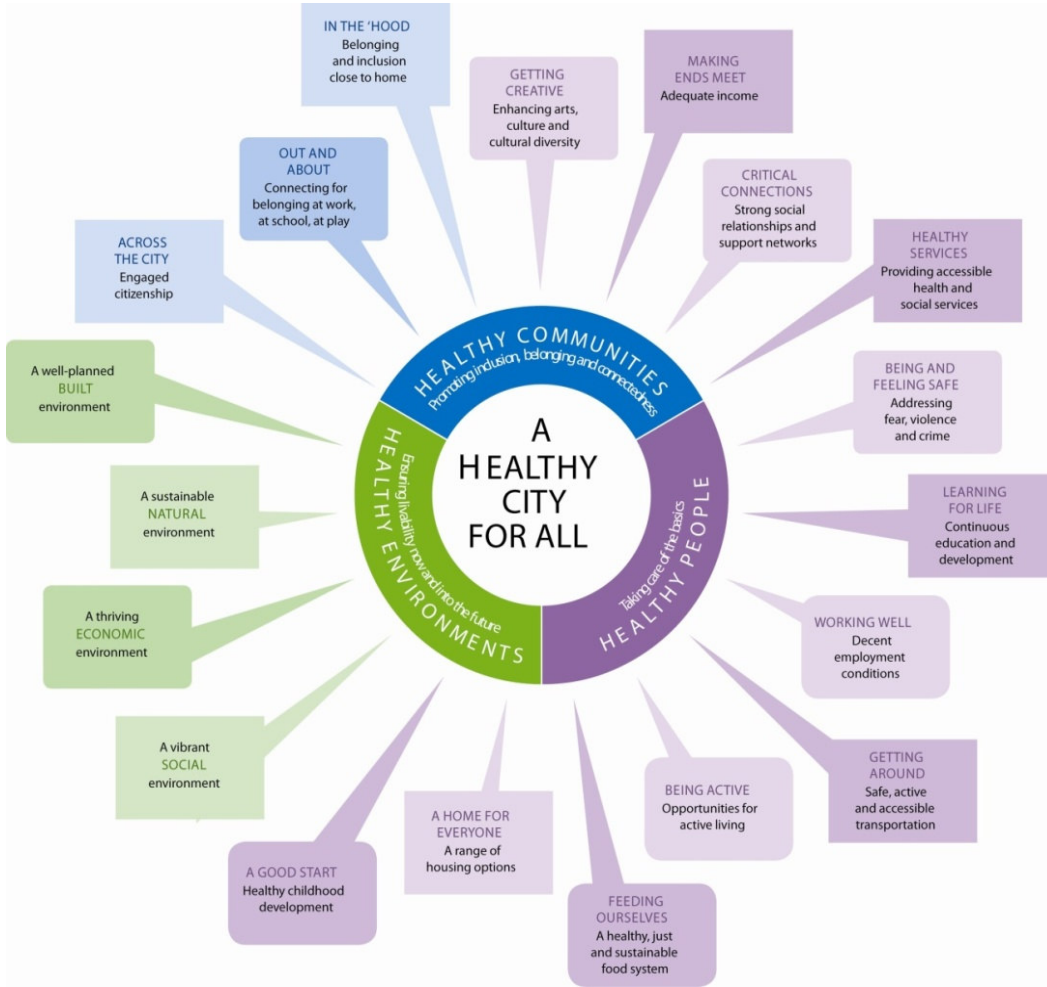 IN THE ‘HOOD
Belonging
and inclusion
close to home
GETTING
CREATIVE
Enhancing arts,
culture and
cultural diversity
MAKING
ENDS MEET
Adequate income
OUT AND
ABOUT
Connecting for
belonging at work,
at school, at play
CRITICAL
CONNECTIONS
Strong social
relationships and
support networks
ACROSS
THE CITY
Engaged
citizenship
HEALTHY
SERVICES
Providing accessible
health and
social services
A well-planned
BUILT
environment
BEING AND
FEELING SAFE
Addressing
fear, violence
and crime
A sustainable
NATURAL
environment
LEARNING
FOR LIFE
Continuous
education and
development
A thriving
ECONOMIC
environment
WORKING WELL
Decent
employment
conditions
A vibrant
SOCIAL
environment
GETTING
AROUND
Safe, active
and accessible
transportation
A GOOD START
Healthy childhood
development
A HOME FOR
EVERYONE
A range of
housing options
FEEDING
OURSELVES
A healthy, just
and sustainable
food system
BEING ACTIVE
Opportunities for
active living
HEALTHY COMMUNITIES
Promoting inclusion, belonging and connectedness
HEALTHY ENVIRONMENTS
Ensuring livability now and into the future
HEALTHY PEOPLE
Taking care of the basics
A
HEALTHY
CITY
FOR ALL